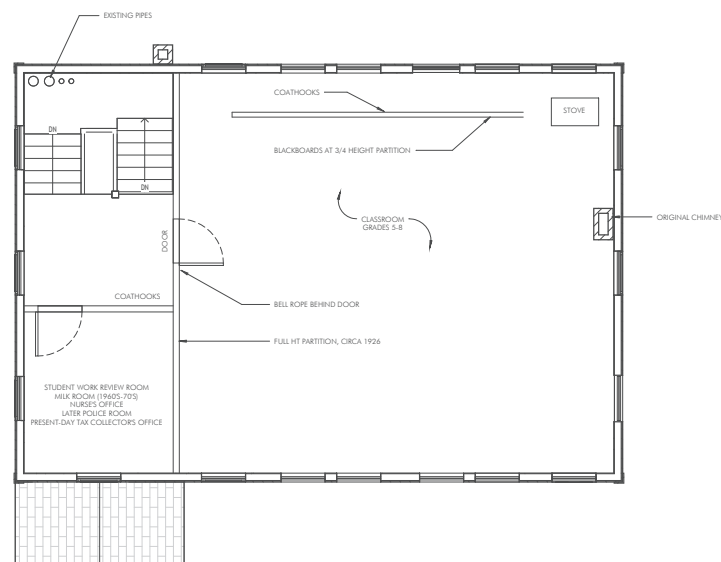 EXISTING PIPES
COATHOOKS
STOVE
DN
BLACKBOARDS AT 3/4 HEIGHT PARTITION
DN
CLASSROOM
GRADES 5-8
ORIGINAL CHIMNEY
DOOR
COATHOOKS
BELL ROPE BEHIND DOOR
FULL HT PARTITION, CIRCA 1926
STUDENT WORK REVIEW ROOM
MILK ROOM (1960'S-70'S)
NURSE'S OFFICE
LATER POLICE ROOM
PRESENT-DAY TAX COLLECTOR'S OFFICE